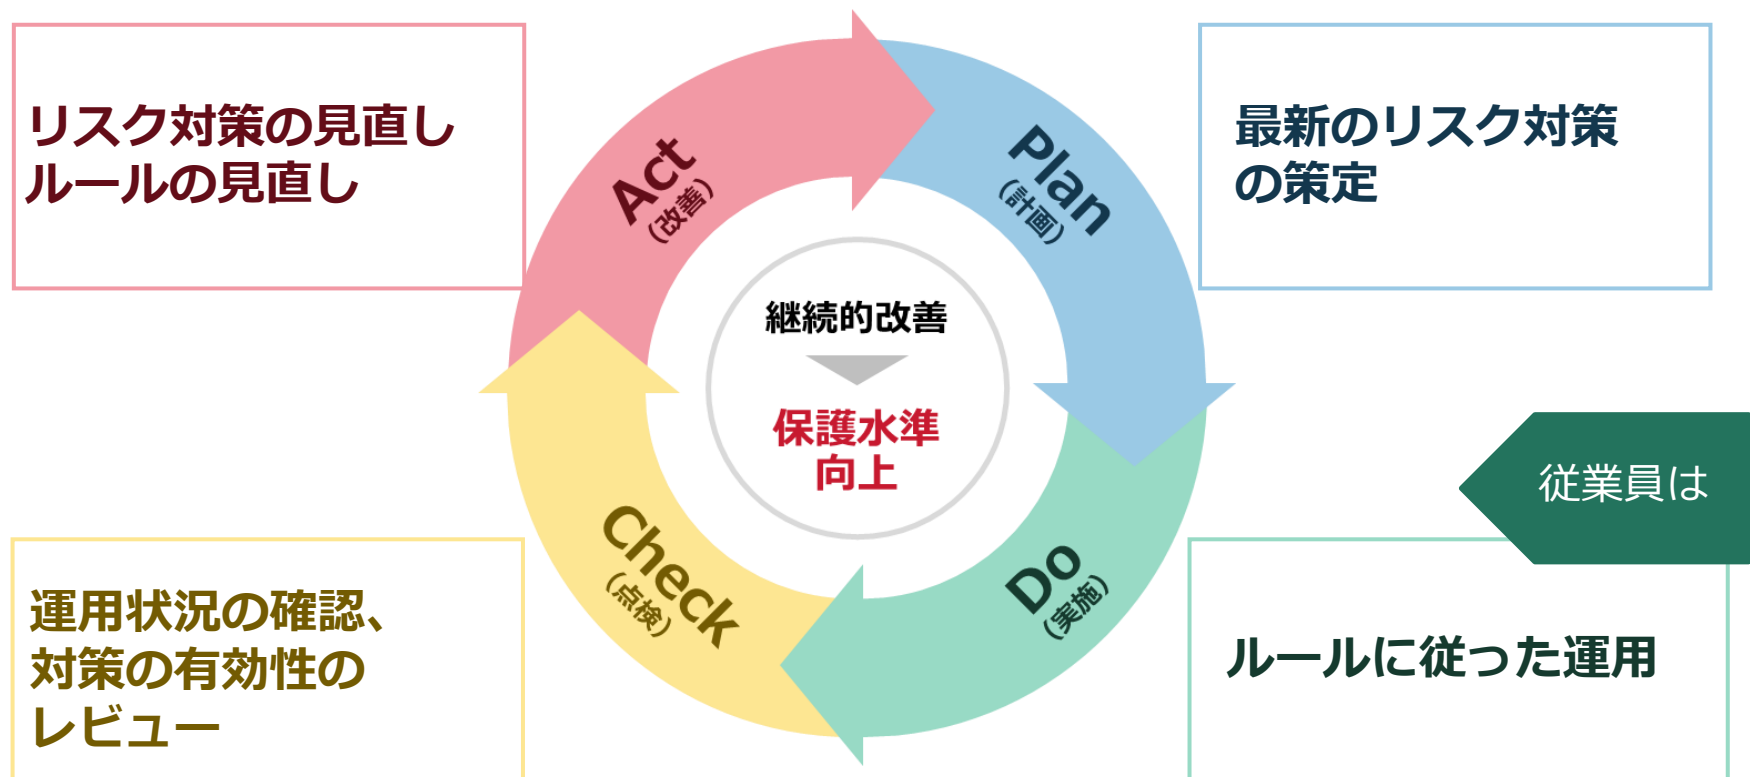 リスク対策の見直し
ルールの見直し
Act
(改善)
Plan
(計画)
最新のリスク対策
の策定
継続的改善
保護水準
向上
従業員は
Check
(点検)
Do
(実施)
運用状況の確認、
対策の有効性の
レビュー
ルールに従った運用